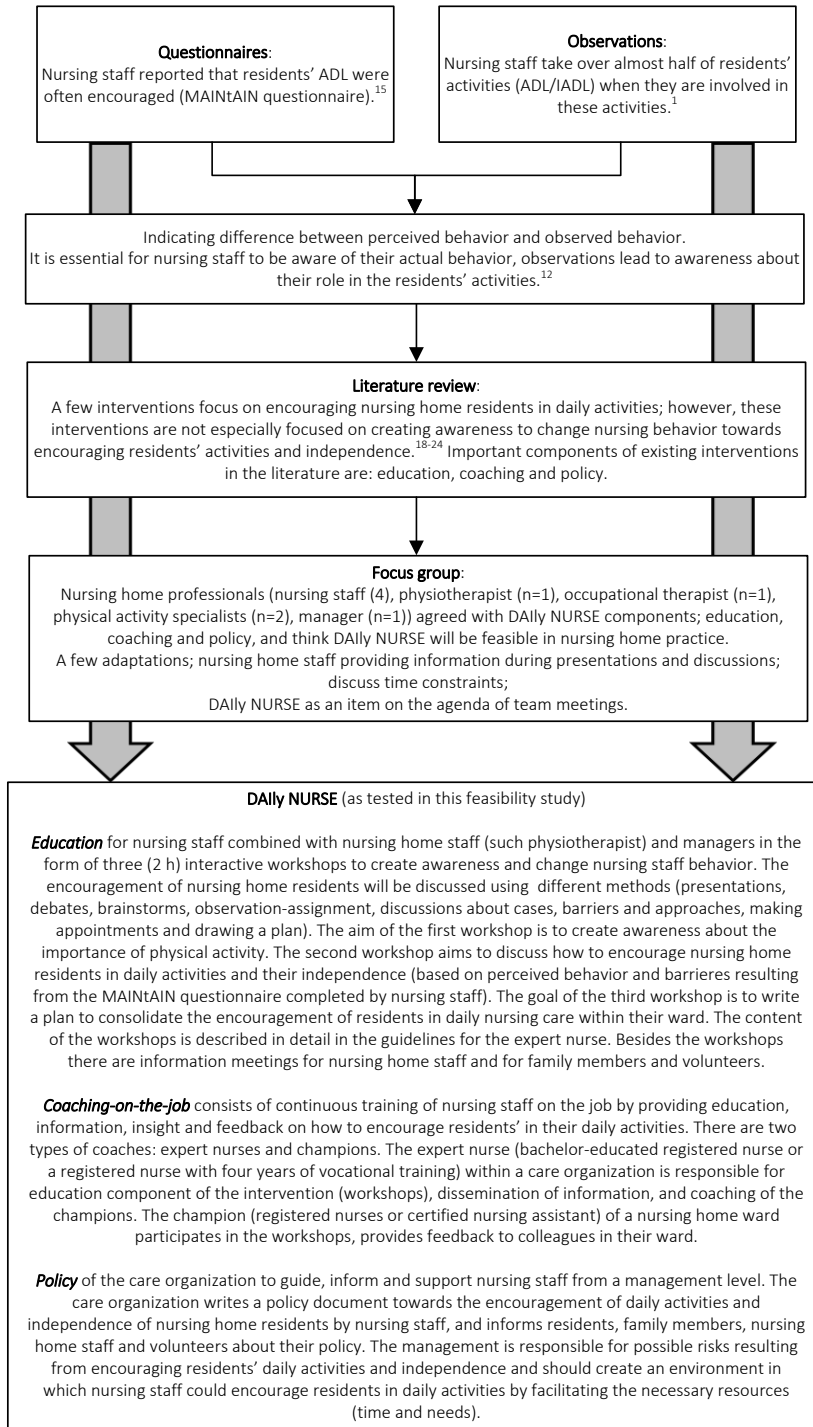 Questionnaires:
Nursing staff reported that residents’ ADL were
often encouraged (MAINtAIN questionnaire).15
Observations:
Nursing staff take over almost half of residents’
activities (ADL/IADL) when they are involved in
these activities.1
Indicating difference between perceived behavior and observed behavior.
It is essential for nursing staff to be aware of their actual behavior, observations lead to awareness about
their role in the residents’ activities.12
Literature review:
A few interventions focus on encouraging nursing home residents in daily activities; however, these
interventions are not especially focused on creating awareness to change nursing behavior towards
encouraging residents’ activities and independence.18-24 Important components of existing interventions
in the literature are: education, coaching and policy.
Focus group:
Nursing home professionals (nursing staff (4), physiotherapist (n=1), occupational therapist (n=1),
physical activity specialists (n=2), manager (n=1)) agreed with DAIly NURSE components; education,
coaching and policy, and think DAIly NURSE will be feasible in nursing home practice.
A few adaptations; nursing home staff providing information during presentations and discussions;
discuss time constraints;
DAIly NURSE as an item on the agenda of team meetings.
DAIly NURSE (as tested in this feasibility study)
Education for nursing staff combined with nursing home staff (such physiotherapist) and managers in the
form of three (2 h) interactive workshops to create awareness and change nursing staff behavior. The
encouragement of nursing home residents will be discussed using different methods (presentations,
debates, brainstorms, observation-assignment, discussions about cases, barriers and approaches, making
appointments and drawing a plan). The aim of the first workshop is to create awareness about the
importance of physical activity. The second workshop aims to discuss how to encourage nursing home
residents in daily activities and their independence (based on perceived behavior and barrieres resulting
from the MAINtAIN questionnaire completed by nursing staff). The goal of the third workshop is to write
a plan to consolidate the encouragement of residents in daily nursing care within their ward. The content
of the workshops is described in detail in the guidelines for the expert nurse. Besides the workshops
there are information meetings for nursing home staff and for family members and volunteers.
Coaching-on-the-job consists of continuous training of nursing staff on the job by providing education,
information, insight and feedback on how to encourage residents’ in their daily activities. There are two
types of coaches: expert nurses and champions. The expert nurse (bachelor-educated registered nurse or
a registered nurse with four years of vocational training) within a care organization is responsible for
education component of the intervention (workshops), dissemination of information, and coaching of the
champions. The champion (registered nurses or certified nursing assistant) of a nursing home ward
participates in the workshops, provides feedback to colleagues in their ward.
Policy of the care organization to guide, inform and support nursing staff from a management level. The
care organization writes a policy document towards the encouragement of daily activities and
independence of nursing home residents by nursing staff, and informs residents, family members, nursing
home staff and volunteers about their policy. The management is responsible for possible risks resulting
from encouraging residents’ daily activities and independence and should create an environment in
which nursing staff could encourage residents in daily activities by facilitating the necessary resources
(time and needs).